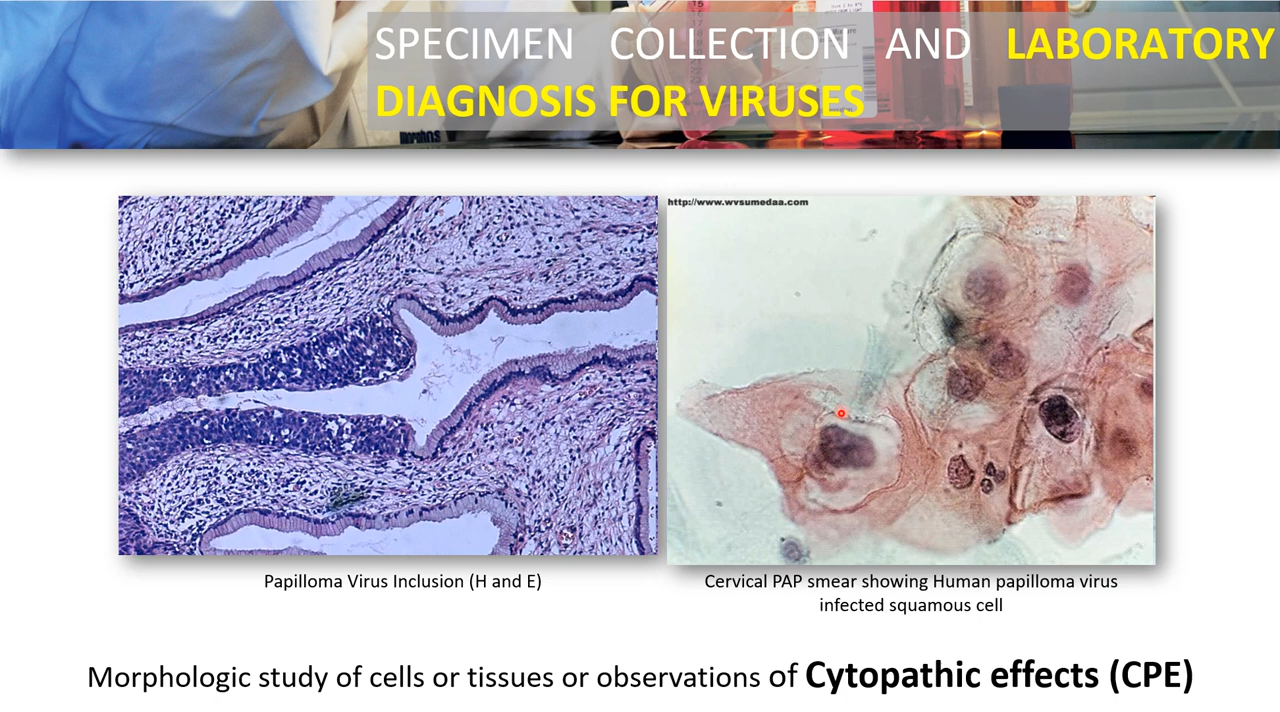 SPECIMEN COLLECTION AND LABORATORY
DIAGNOSIS FOR VIRUSES
http://www.wvsumedaa.com
Papilloma Virus Inclusion (H and E)
Cervical PAP smear showing Human papilloma virus
infected squamous cell
Morphologic study of cells or tissues or observations of Cytopathic effects (CPE)